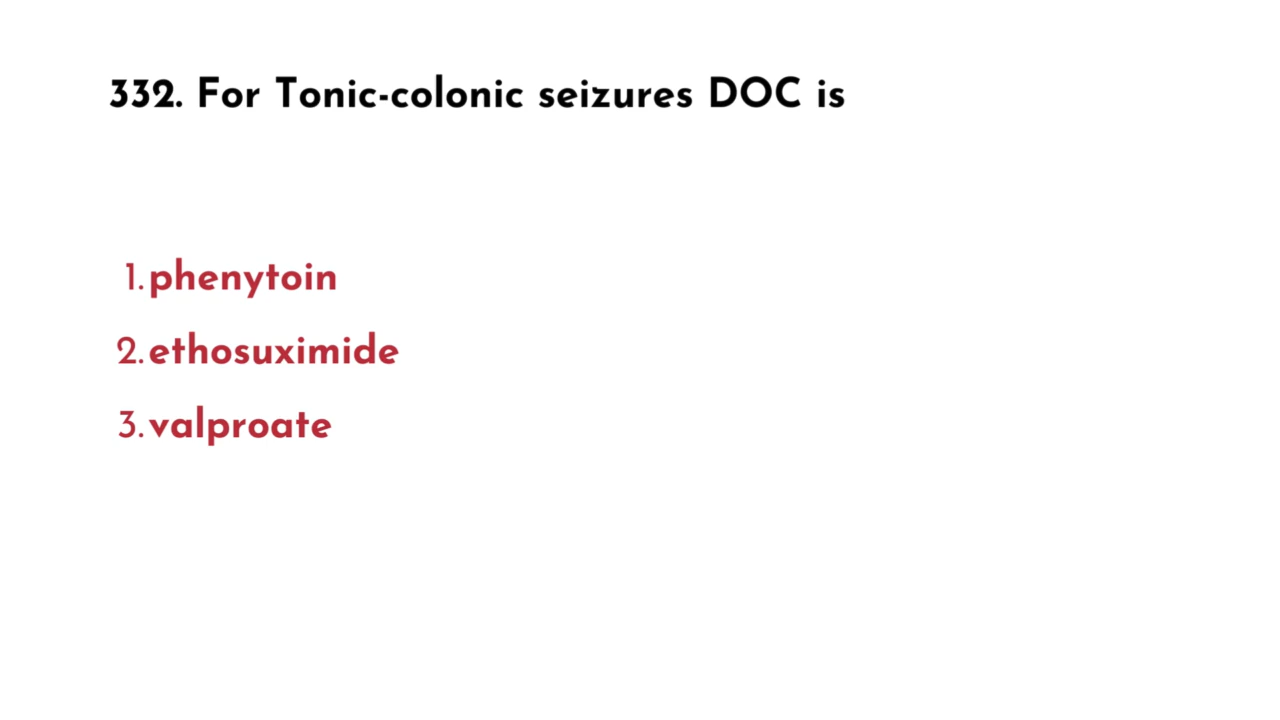 332. For Tonic-colonic seizures DOC is
1. phenytoin
2. ethosuximide
3. valproate